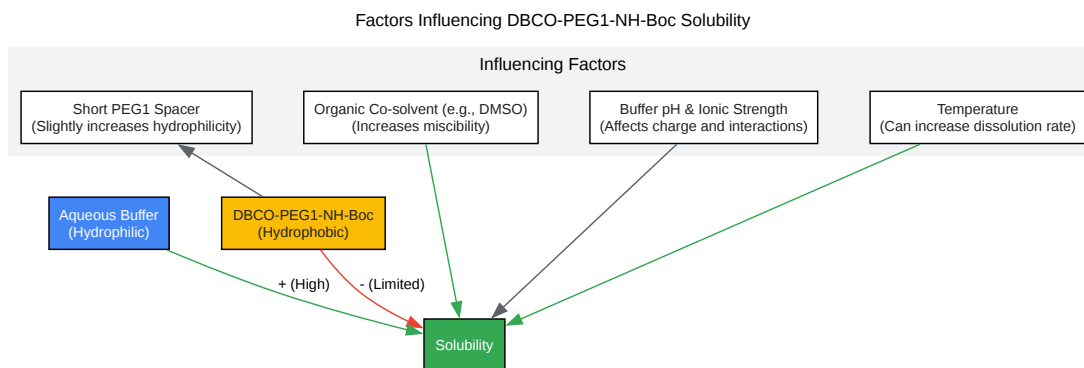 Factors Influencing DBCO-PEG1-NH-Boc Solubility
Influencing Factors
Short PEG1 Spacer
(Slightly increases hydrophilicity)
Organic Co-solvent (e.g., DMSO)
(Increases miscibility)
Buffer pH & Ionic Strength
(Affects charge and interactions)
Temperature
(Can increase dissolution rate)
Aqueous Buffer
(Hydrophilic)
DBCO-PEG1-NH-Boc
(Hydrophobic)
+ (High)
- (Limited)
Solubility